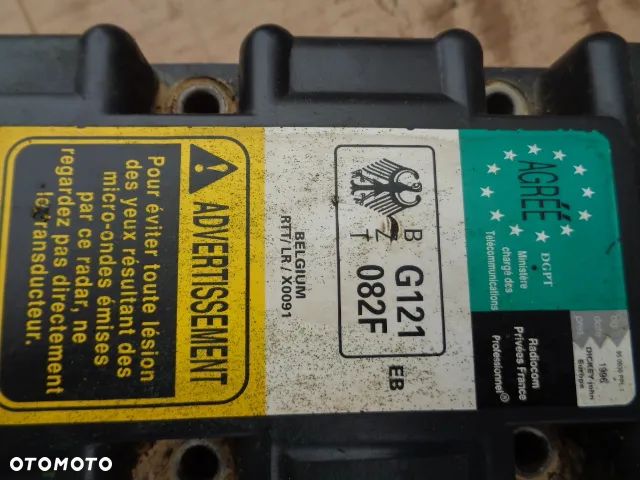 ADVERTISSEMENT
Pour éviter toute lésion
des yeux résultant des
micro-ondes émises
par ce radar, ne
regardez pas directement
transducteur.
BELGIUM
RTT/ LR / X0091
B Z T
G121
082F
EB
AGRÉÉ
DGPT
Ministère
chargé des
Télécommunications
Radiocom
Privées France
Professionnel®
1996
DICKEY-john
Europe
OTOMOTO